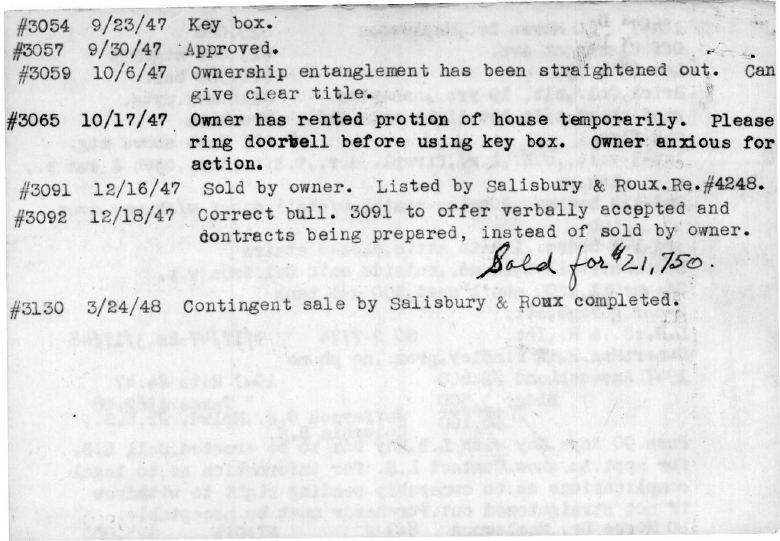 #3054 9/23/47 Key box.
#3057 9/30/47 Approved.
#3059 10/6/47 Ownership entanglement has been straightened out. Can
give clear title.
#3065 10/17/47 Owner has rented protion of house temporarily. Please
ring doorbell before using key box. Owner anxious for
action.
#3091 12/16/47 Sold by owner. Listed by Salisbury & Roux.Re.#4248.
#3092 12/18/47 Correct bull. 3091 to offer verbally accepted and
contracts being prepared, instead of sold by owner.
Sold for $21,750.
#3130 3/24/48 Contingent sale by Salisbury & Roux completed.